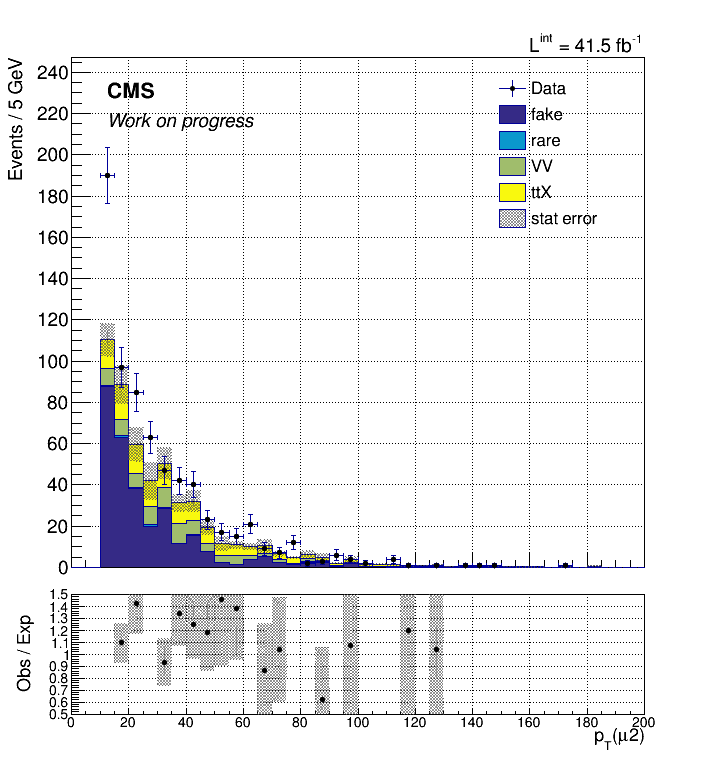 L^int = 41.5 fb^-1
Events / 5 GeV
240
220
200
180
160
140
120
100
80
60
40
20
0
CMS
Work on progress
Data
fake
rare
VV
ttX
stat error
Obs / Exp
1.5
1.4
1.3
1.2
1.1
1
0.9
0.8
0.7
0.6
0.5
0 20 40 60 80 100 120 140 160 180 200
p_T(μ2)